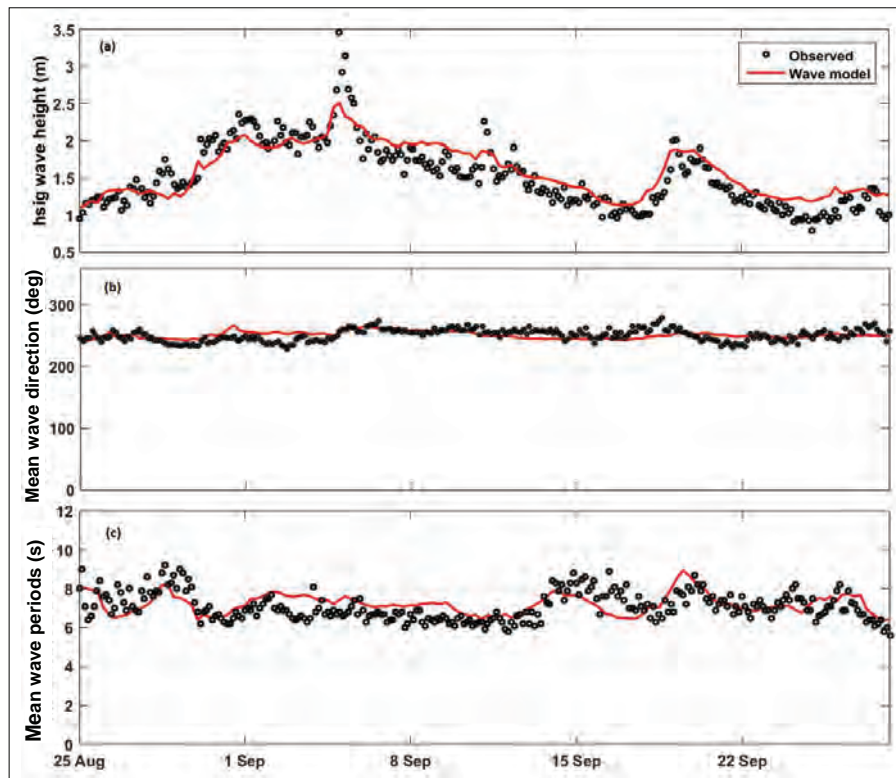 (a)
Observed
Wave model
hsig wave height (m)
3.5
3
2.5
2
1.5
1
0.5
(b)
Mean wave direction (deg)
300
200
100
0
(c)
Mean wave periods (s)
12
10
8
6
4
2
0
25 Aug 1 Sep 8 Sep 15 Sep 22 Sep